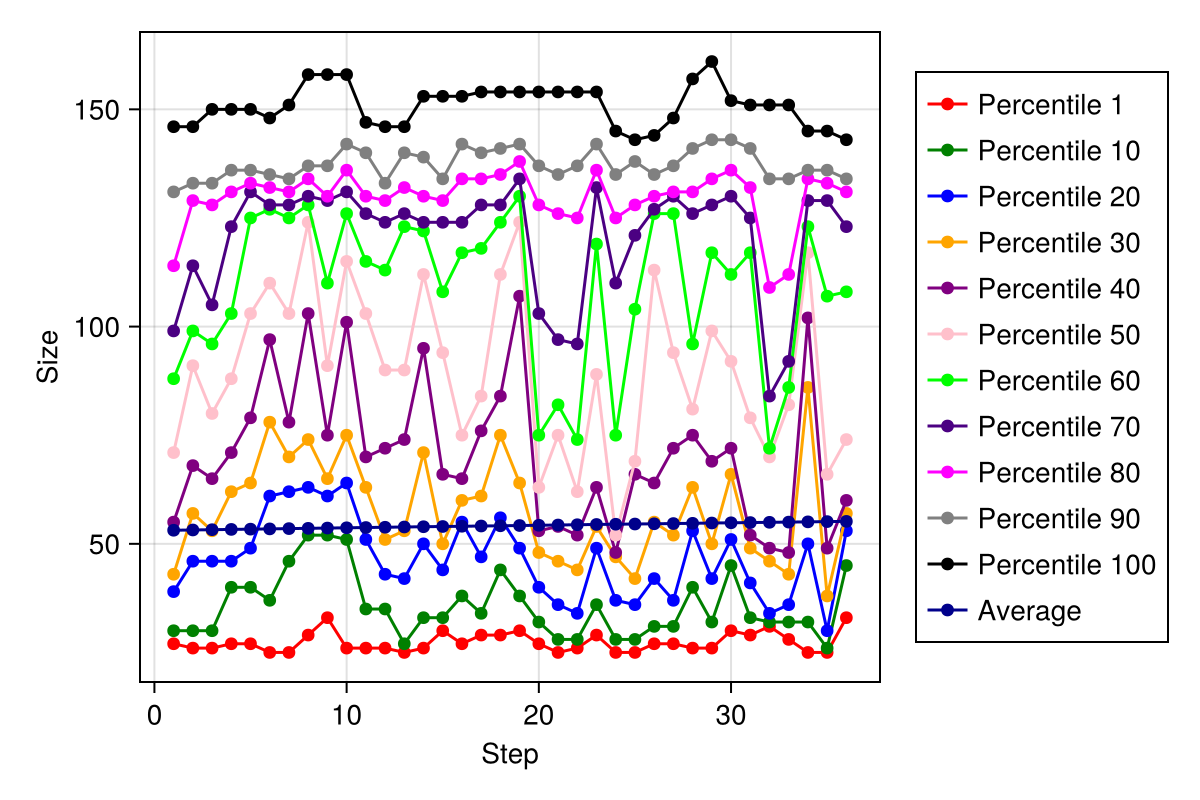 150
100
50
Size
0
10
20
30
Step
Percentile 1
Percentile 10
Percentile 20
Percentile 30
Percentile 40
Percentile 50
Percentile 60
Percentile 70
Percentile 80
Percentile 90
Percentile 100
Average